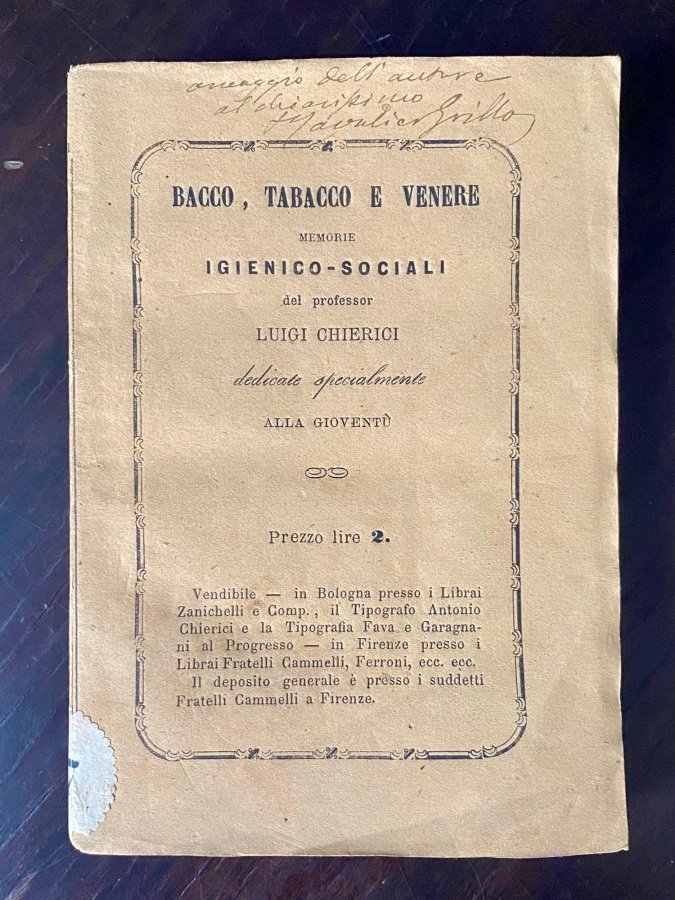 omaggio dell'autore
al chiarissimo
Cavalier Grillo
BACCO, TABACCO E VENERE
MEMORIE
IGIENICO-SOCIALI
del professor
LUIGI CHIERICI
dedicate specialmente
ALLA GIOVENTÙ
Prezzo lire 2.
Vendibile — in Bologna presso i Librai
Zanichelli e Comp., il Tipografo Antonio
Chierici e la Tipografia Fava e Garagna-
ni al Progresso — in Firenze presso i
Librai Fratelli Cammelli, Ferroni, ecc. ecc.
Il deposito generale è presso i suddetti
Fratelli Cammelli a Firenze.